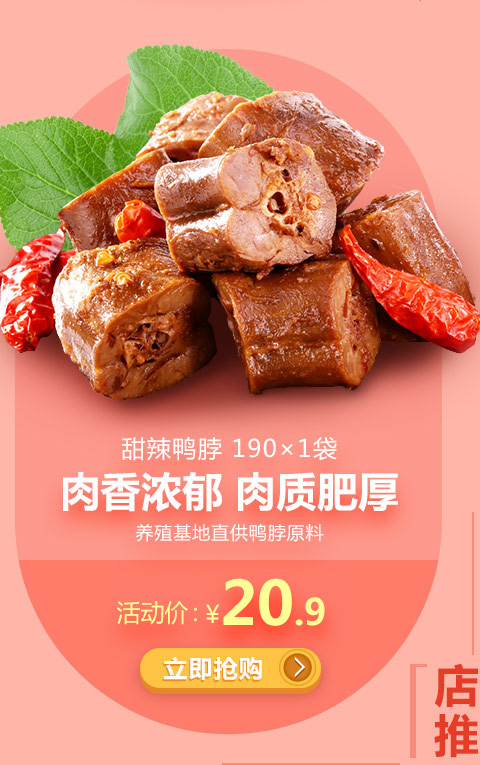 甜辣鸭脖 190×1袋
肉香浓郁 肉质肥厚
养殖基地直供鸭脖原料
活动价:¥20.9
立即抢购
店
推